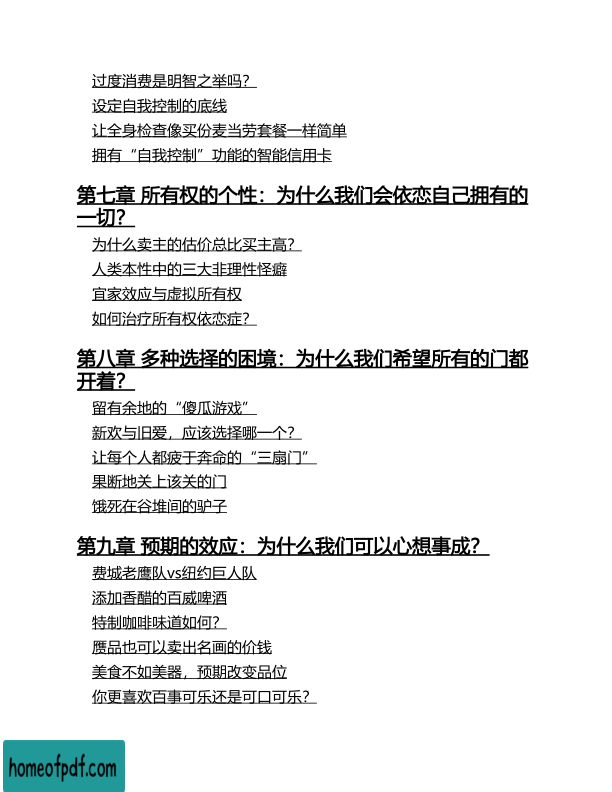 过度消费是明智之举吗？
设定自我控制的底线
让全身检查像买份麦当劳套餐一样简单
拥有“自我控制”功能的智能信用卡
第七章 所有权的个性：为什么我们会依恋自己拥有的
一切？
为什么卖主的估价总比买主高？
人类本性中的三大非理性怪癖
宜家效应与虚拟所有权
如何治疗所有权依恋症？
第八章 多种选择的困境：为什么我们希望所有的门都
开着？
留有余地的“傻瓜游戏”
新欢与旧爱，应该选择哪一个？
让每个人都疲于奔命的“三扇门”
果断地关上该关的门
饿死在谷堆间的驴子
第九章 预期的效应：为什么我们可以心想事成？
费城老鹰队vs纽约巨人队
添加香醋的百威啤酒
特制咖啡味道如何？
赝品也可以卖出名画的价钱
美食不如美器，预期改变品位
你更喜欢百事可乐还是可口可乐？
homeofpdf.com